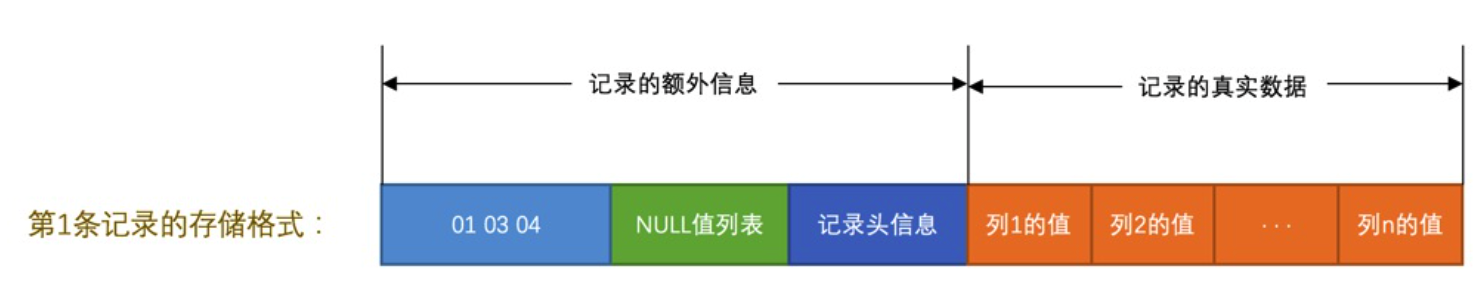 记录的额外信息
记录的真实数据
第1条记录的存储格式：
01 03 04
NULL值列表
记录头信息
列1的值
列2的值
...
列n的值